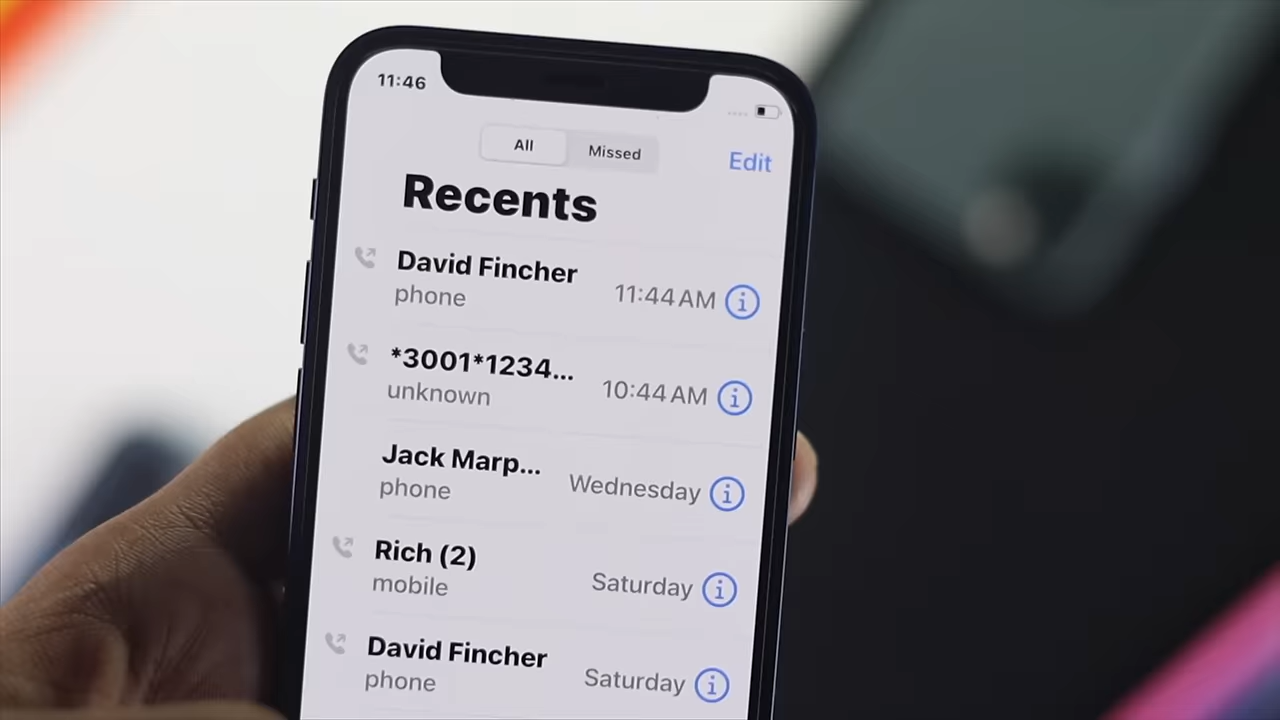 11:46
All Missed
Edit
Recents
David Fincher
phone
11:44 AM
*3001*1234...
unknown
10:44 AM
Jack Marp...
phone
Wednesday
Rich (2)
mobile
Saturday
David Fincher
phone
Saturday